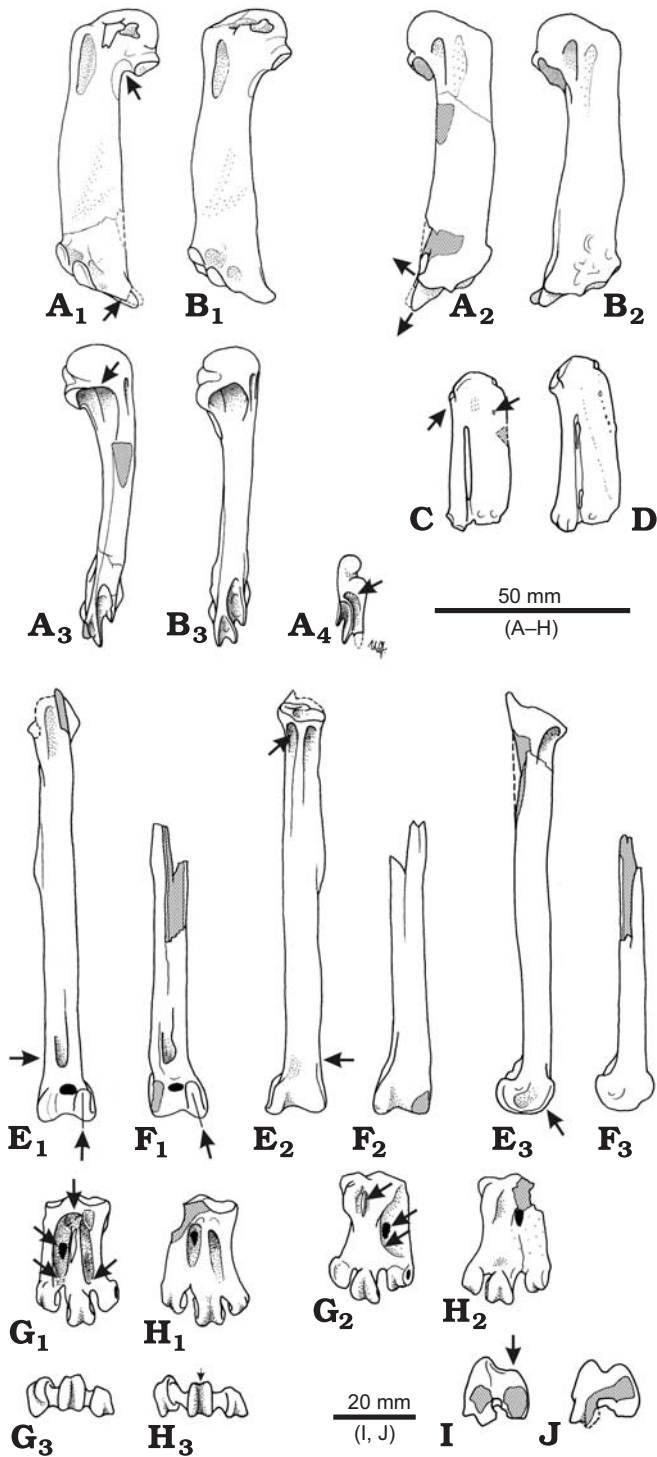 A1 B1 A2 B2
C D
A3 B3 A4
50 mm
(A–H)
E1 F1 E2 F2 E3 F3
G1 H1 G2 H2
G3 H3
20 mm
(I, J)
I J